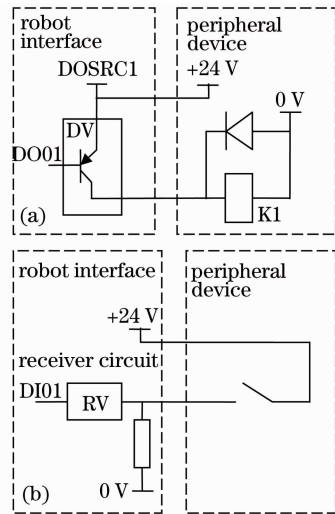 robot
interface
peripheral
device
DOSRC1
+24 V
0 V
DV
DO01
K1
(a)
robot interface
peripheral
device
+24 V
receiver circuit
DI01
RV
0 V
(b)